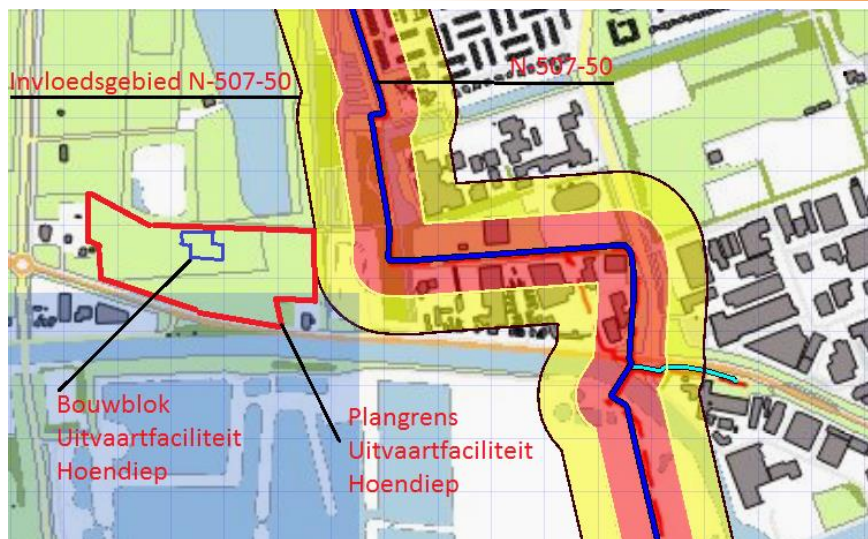 Invloedsgebied N-507-50
N-507-50
Bouwblok
Uitvaartfaciliteit
Hoendiep
Plangrens
Uitvaartfaciliteit
Hoendiep